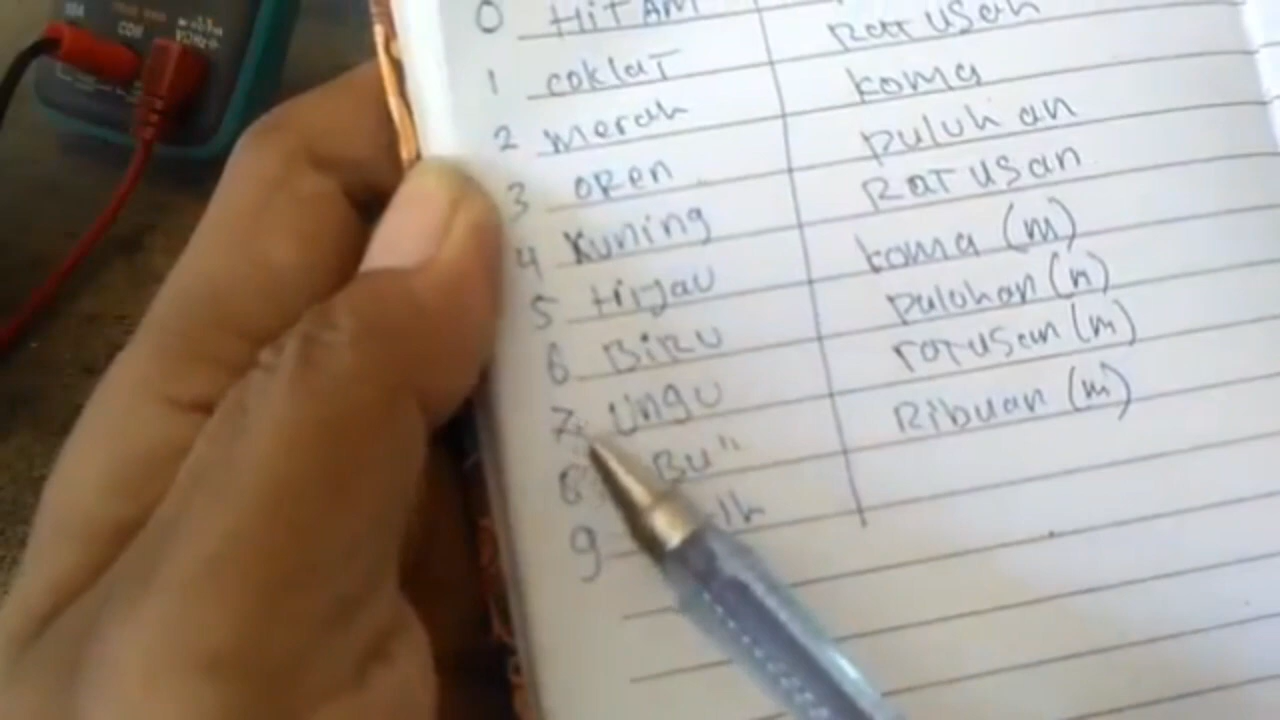 COM
0 HiTAM
RaTusan
1 coklaT
koma
2 merah
puluhan
3 oRen
RaTusan
4 Kuning
koma (m)
5 Hijau
puluhan (m)
6 BiRu
raTusan (m)
7 Ungu
Ribuan (m)
8 Bu"
9